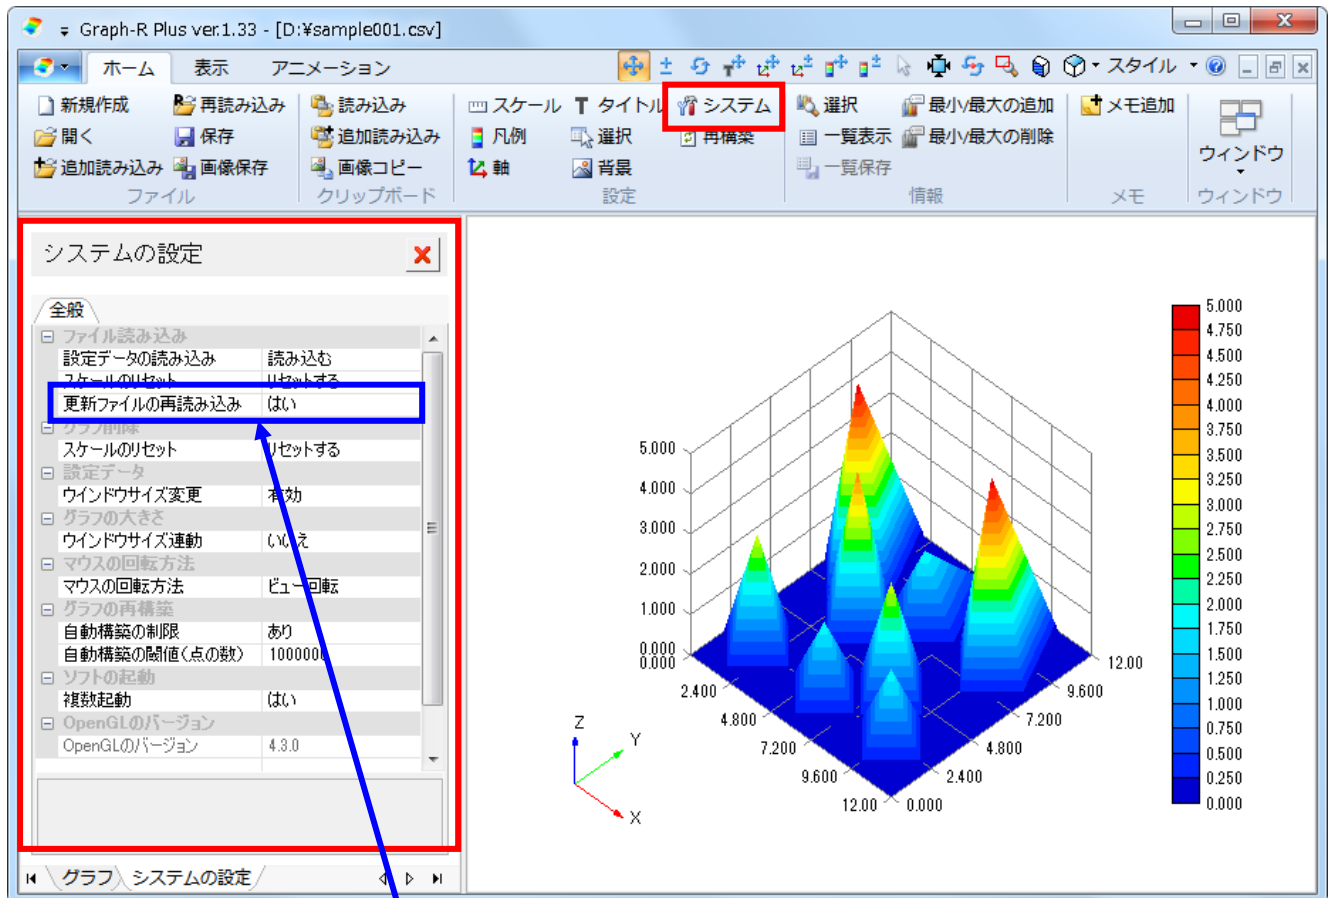 Graph-R Plus ver.1.33 - [D:¥sample001.csv]
ホーム 表示 アニメーション スタイル
新規作成 再読み込み 読み込み スケール タイトル システム 選択 最小/最大の追加 メモ追加
開く 保存 追加読み込み 凡例 選択 再構築 一覧表示 最小/最大の削除
追加読み込み 画像保存 画像コピー 軸 背景 一覧保存 ウィンドウ
ファイル クリップボード 設定 情報 メモ ウィンドウ
システムの設定
全般
ファイル読み込み
設定データの読み込み 読み込む
スケールのリセット リセットする
更新ファイルの再読み込み はい
グラフ削除
スケールのリセット リセットする
設定データ
ウインドウサイズ変更 有効
グラフの大きさ
ウインドウサイズ連動 いいえ
マウスの回転方法
マウスの回転方法 ビュー回転
グラフの再構築
自動構築の制限 あり
自動構築の閾値(点の数) 1000000
ソフトの起動
複数起動 はい
OpenGLのバージョン
OpenGLのバージョン 4.3.0
グラフ システムの設定
5.000
4.000
3.000
2.000
1.000
0.000
0.000
2.400
4.800
7.200
9.600
12.00
0.000
2.400
4.800
7.200
9.600
12.00
Z
Y
X
5.000
4.750
4.500
4.250
4.000
3.750
3.500
3.250
3.000
2.750
2.500
2.250
2.000
1.750
1.500
1.250
1.000
0.750
0.500
0.250
0.000